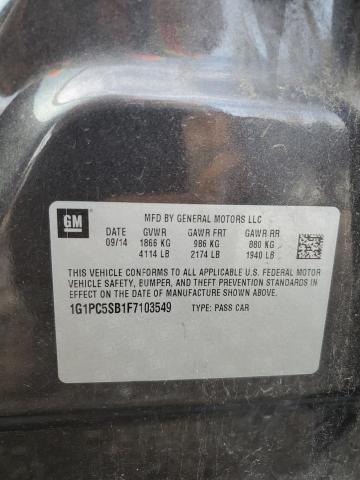 GM
MFD BY GENERAL MOTORS LLC
DATE GVWR GAWR FRT GAWR RR
09/14 1866 KG 986 KG 880 KG
4114 LB 2174 LB 1940 LB
THIS VEHICLE CONFORMS TO ALL APPLICABLE U.S. FEDERAL MOTOR
VEHICLE SAFETY, BUMPER, AND THEFT PREVENTION STANDARDS IN
EFFECT ON THE DATE OF MANUFACTURE SHOWN ABOVE.
1G1PC5SB1F7103549 TYPE: PASS CAR